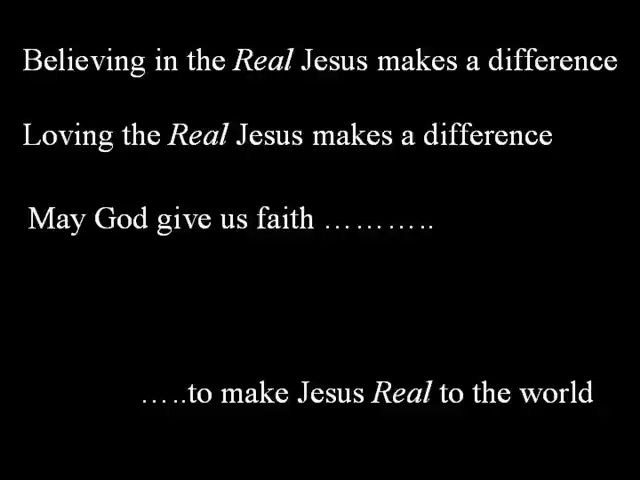 Believing in the Real Jesus makes a difference
Loving the Real Jesus makes a difference
May God give us faith ………..
…..to make Jesus Real to the world